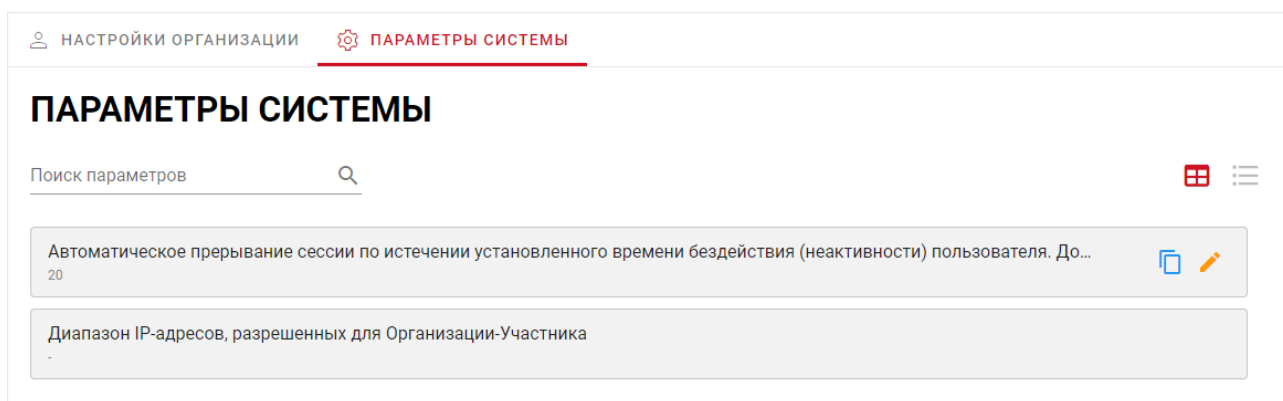 НАСТРОЙКИ ОРГАНИЗАЦИИ ПАРАМЕТРЫ СИСТЕМЫ
ПАРАМЕТРЫ СИСТЕМЫ
Поиск параметров
Автоматическое прерывание сессии по истечении установленного времени бездействия (неактивности) пользователя. До...
20
Диапазон IP-адресов, разрешенных для Организации-Участника
-